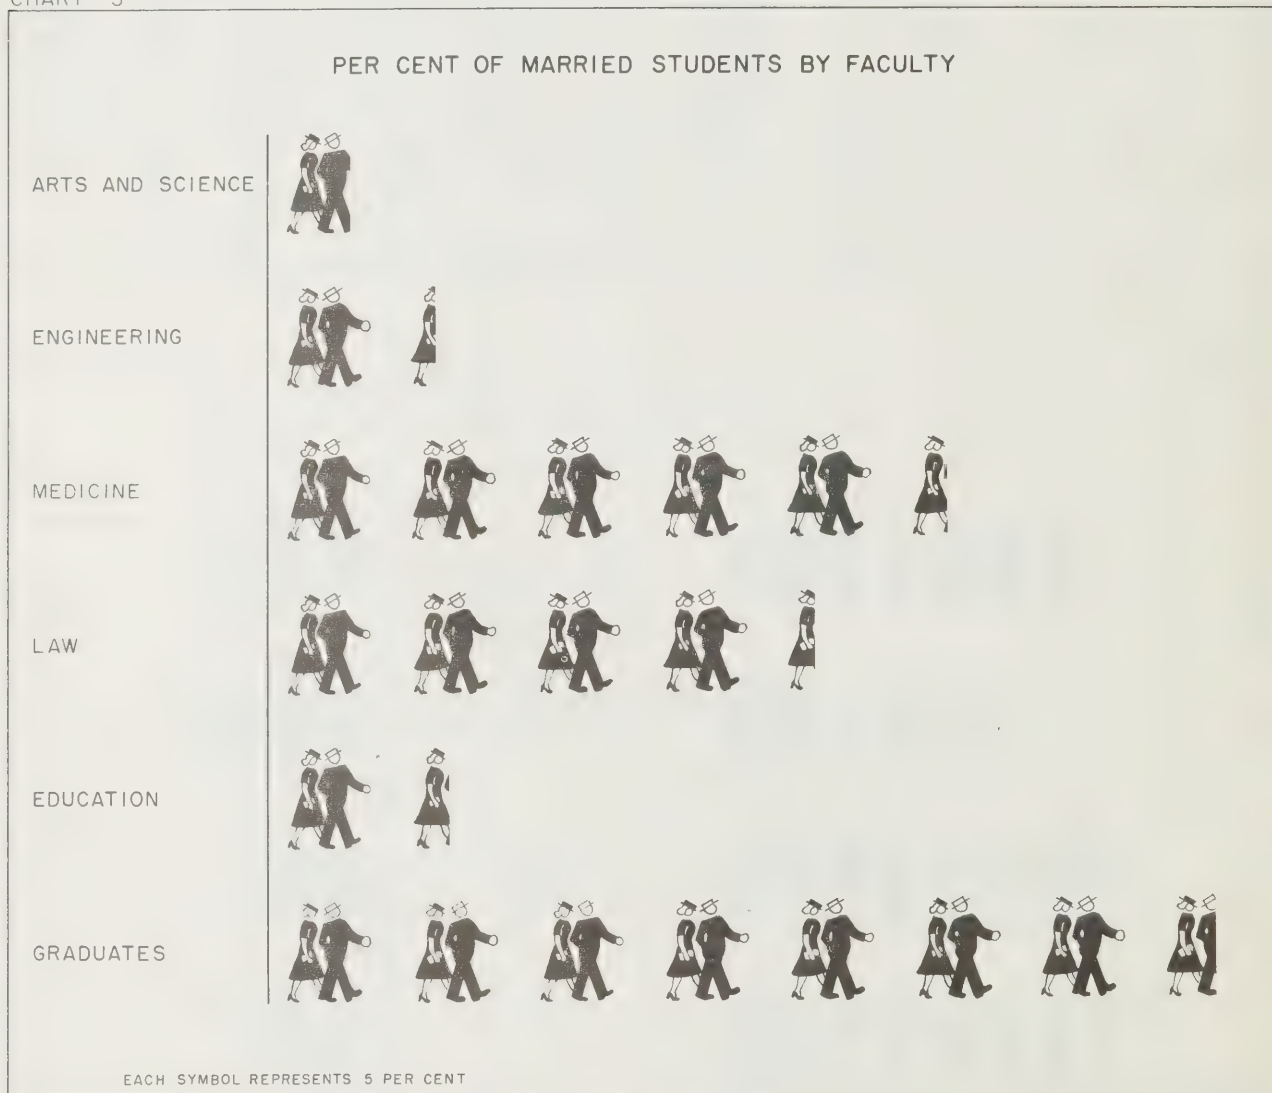 PER CENT OF MARRIED STUDENTS BY FACULTY
ARTS AND SCIENCE
ENGINEERING
MEDICINE
LAW
EDUCATION
GRADUATES
EACH SYMBOL REPRESENTS 5 PER CENT